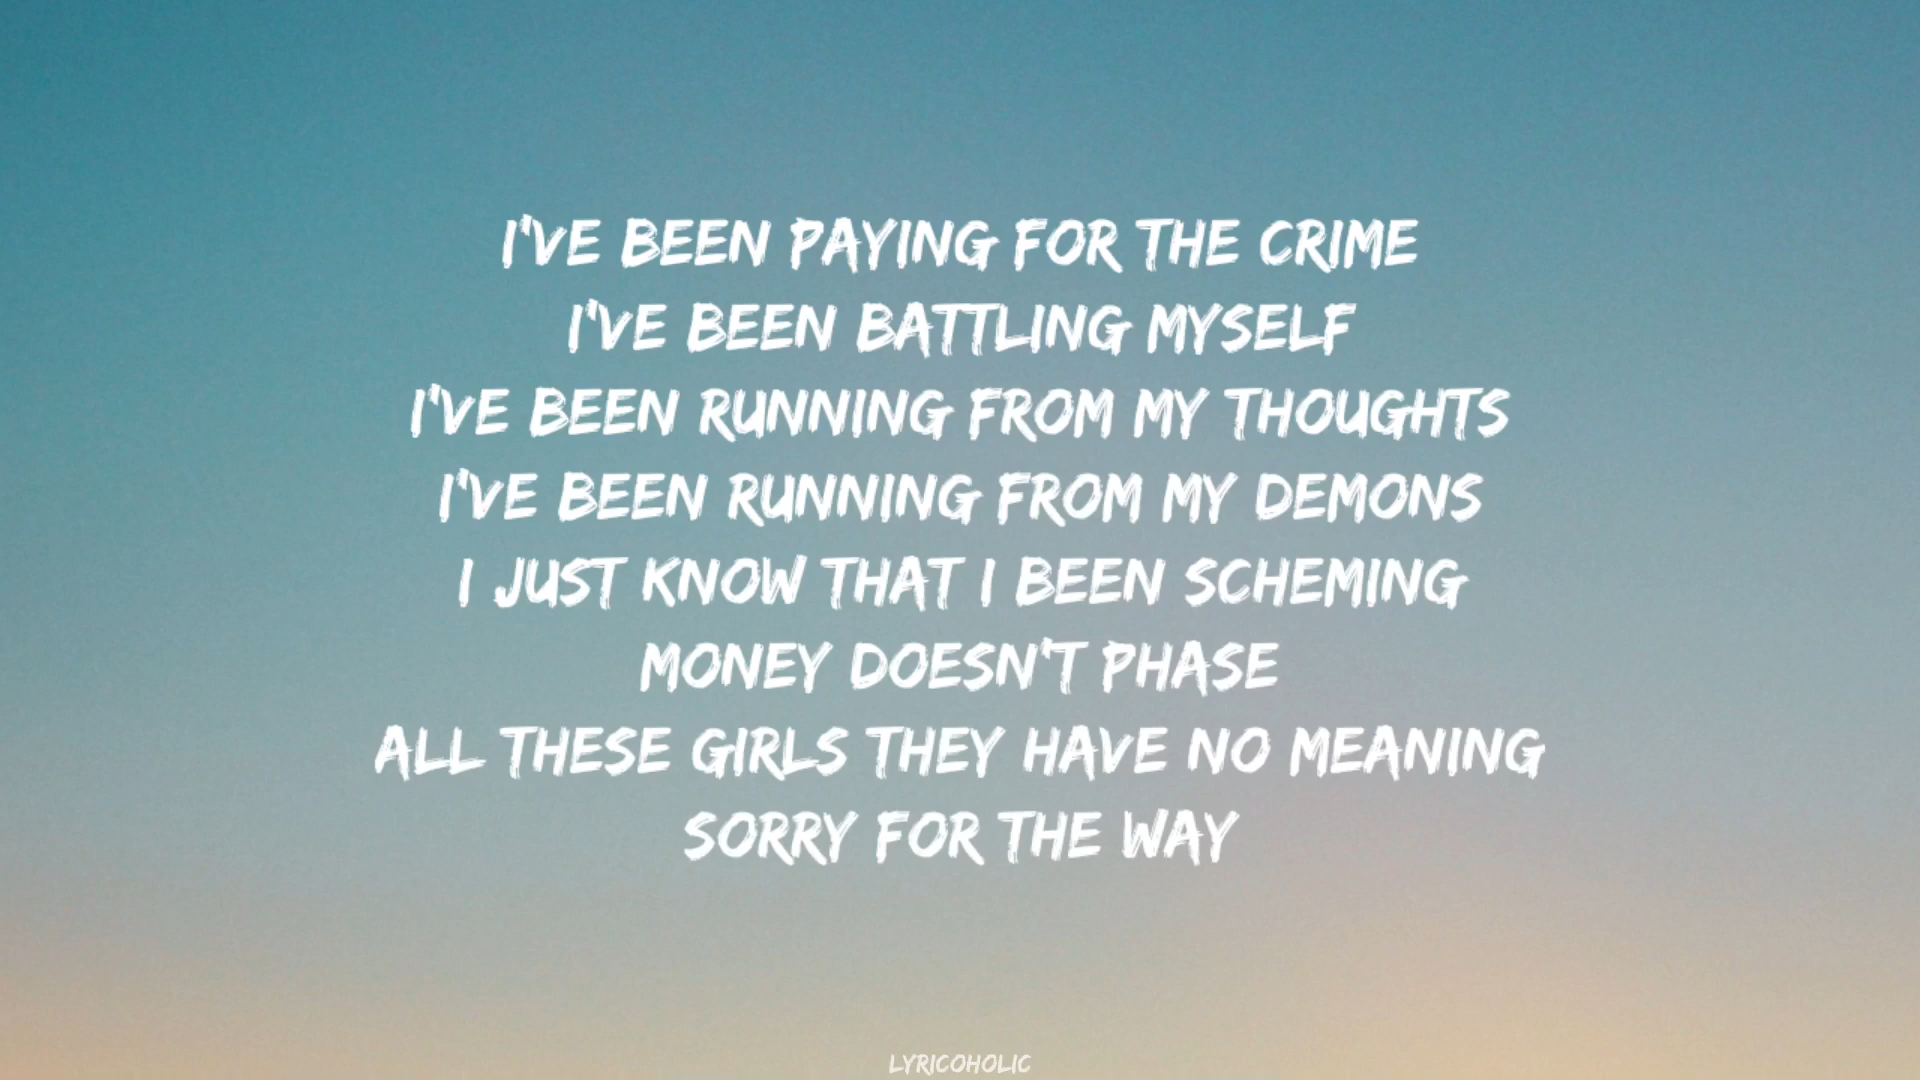 I'VE BEEN PAYING FOR THE CRIME
I'VE BEEN BATTLING MYSELF
I'VE BEEN RUNNING FROM MY THOUGHTS
I'VE BEEN RUNNING FROM MY DEMONS
I JUST KNOW THAT I BEEN SCHEMING
MONEY DOESN'T PHASE
ALL THESE GIRLS THEY HAVE NO MEANING
SORRY FOR THE WAY
LYRICOHOLIC